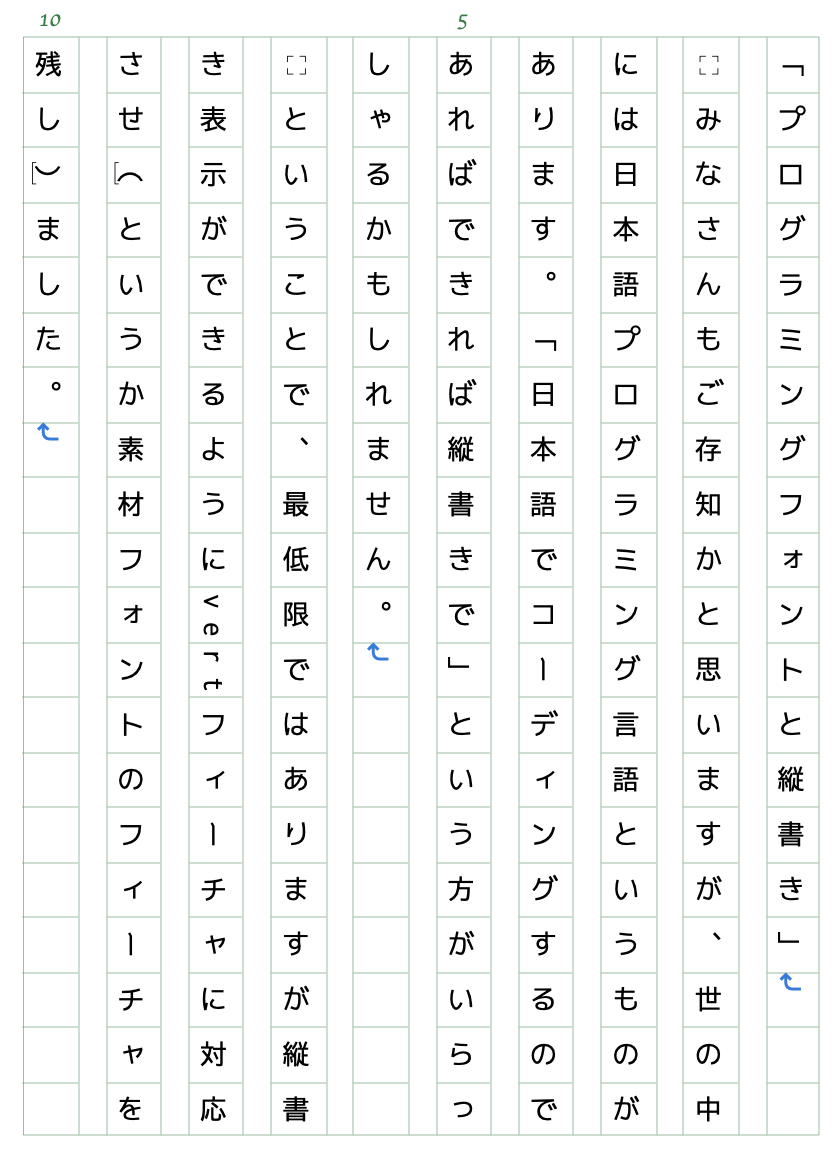 「プログラミングフォントと縦書き」
　みなさんもご存知かと思いますが、世の中
には日本語プログラミング言語というものが
あります。「日本語でコーディングするので
あればできれば縦書きで」という方がいらっ
しゃるかもしれません。
　ということで、最低限ではありますが縦書
き表示ができるようにvertフィーチャに対応
させ（というか素材フォントのフィーチャを
残し）ました。
5
10